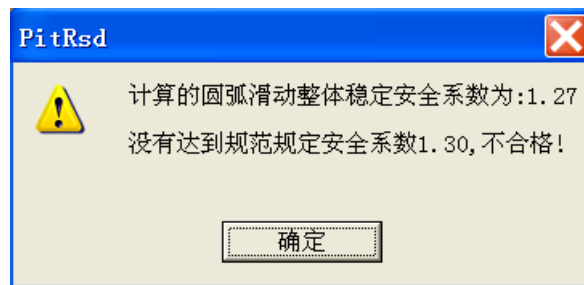 PitRsd
计算的圆弧滑动整体稳定安全系数为:1.27
没有达到规范规定安全系数1.30,不合格!
确定